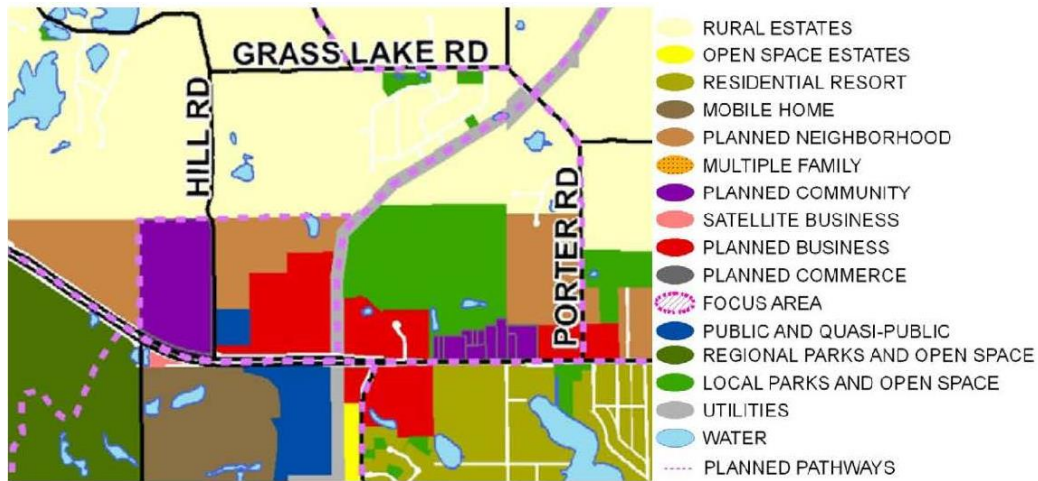 GRASS LAKE RD
HILL RD
PORTER RD
RURAL ESTATES
OPEN SPACE ESTATES
RESIDENTIAL RESORT
MOBILE HOME
PLANNED NEIGHBORHOOD
MULTIPLE FAMILY
PLANNED COMMUNITY
SATELLITE BUSINESS
PLANNED BUSINESS
PLANNED COMMERCE
FOCUS AREA
PUBLIC AND QUASI-PUBLIC
REGIONAL PARKS AND OPEN SPACE
LOCAL PARKS AND OPEN SPACE
UTILITIES
WATER
PLANNED PATHWAYS